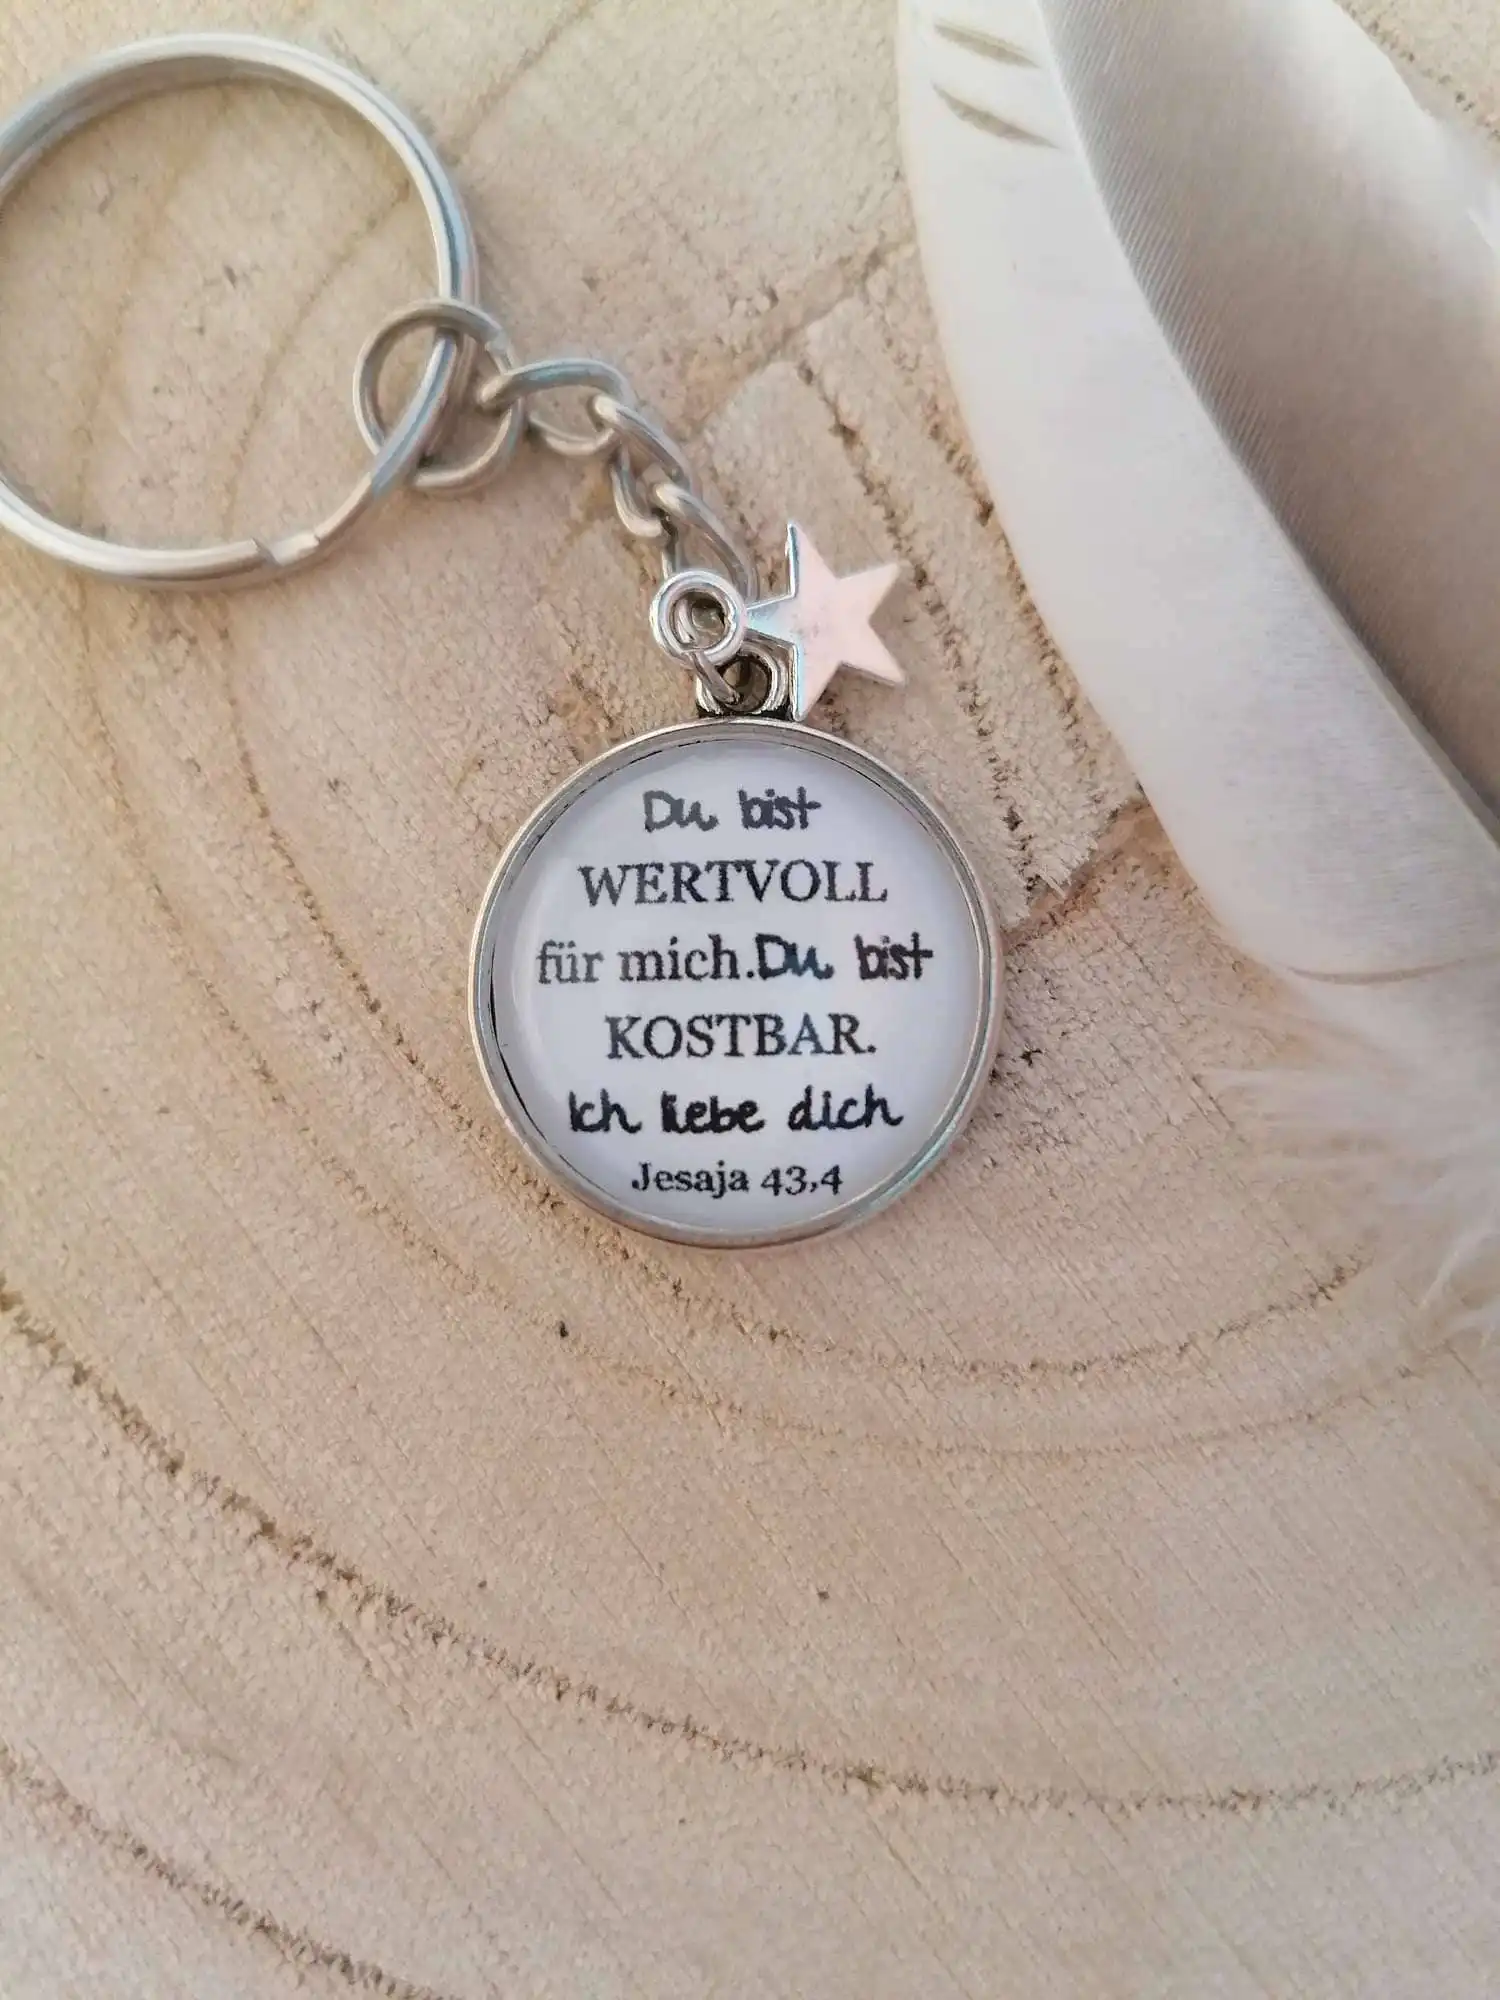 Du bist
WERTVOLL
für mich.Du bist
KOSTBAR.
Ich liebe dich
Jesaja 43,4